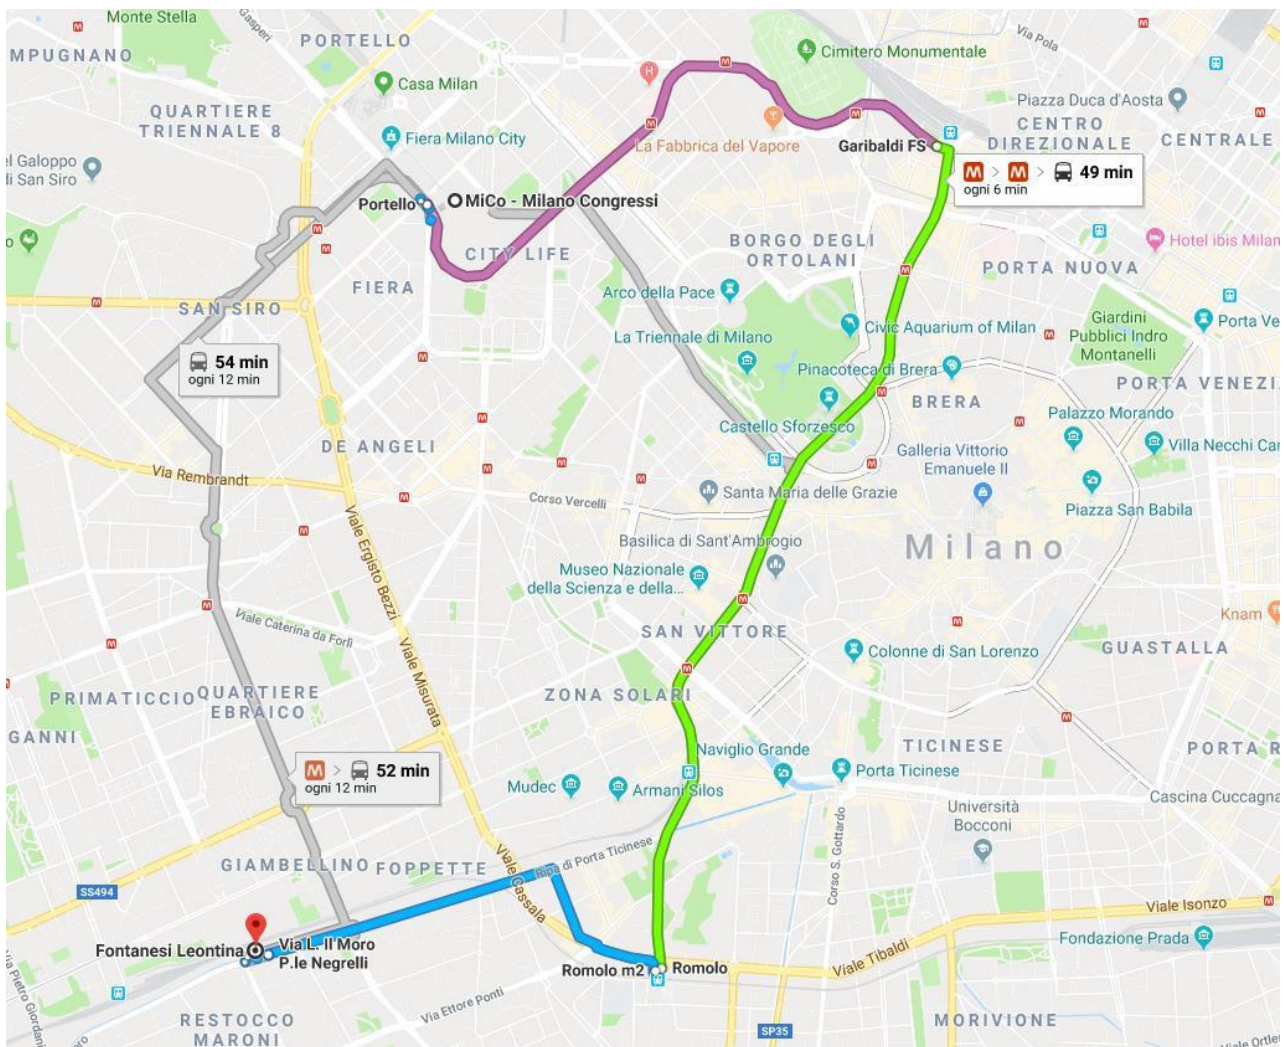 Monte Stella
Gasperi
PORTELLO
MPUGNANO
Casa Milan
Cimitero Monumentale
Via Pola
QUARTIERE
TRIENNALE 8
Fiera Milano City
La Fabbrica del Vapore
Garibaldi FS
Piazza Duca d'Aosta
CENTRO
DIREZIONALE
CENTRALE
el Galoppo
di San Siro
49 min
ogni 6 min
Portello
MiCo - Milano Congressi
CITY LIFE
FIERA
BORGO DEGLI
ORTOLANI
Hotel ibis Milan
PORTA NUOVA
SAN SIRO
Arco della Pace
Civic Aquarium of Milan
Giardini
Pubblici Indro
Montanelli
Porta Ve
La Triennale di Milano
54 min
ogni 12 min
Pinacoteca di Brera
BRERA
PORTA VENEZI
Castello Sforzesco
Palazzo Morando
DE ANGELI
Galleria Vittorio
Emanuele II
Villa Necchi Cam
Via Rembrandt
Corso Vercelli
Santa Maria delle Grazie
Piazza San Babila
Viale Ergisto Bezzi
Basilica di Sant'Ambrogio
Milano
Museo Nazionale
della Scienza e della...
Viale Caterina da Forlì
SAN VITTORE
Knam
Viale Misurata
Colonne di San Lorenzo
GUASTALLA
PRIMATICCIO
QUARTIERE
EBRAICO
ZONA SOLARI
GANNI
Naviglio Grande
TICINESE
PORTA R
52 min
ogni 12 min
Mudec
Armani Silos
Porta Ticinese
Cascina Cuccagna
Università
Bocconi
Corso S. Gottardo
GIAMBELLINO
FOPPETTE
Ripa di Porta Ticinese
Viale Cassala
SS494
Viale Isonzo
Fontanesi Leontina
Via L. Il Moro
P.le Negrelli
Romolo m2
Romolo
Viale Tibaldi
Fondazione Prada
Via Pietro Giordani
Via Ettore Ponti
RESTOCCO
MARONI
SP35
MORIVIONE
Viale Ortle